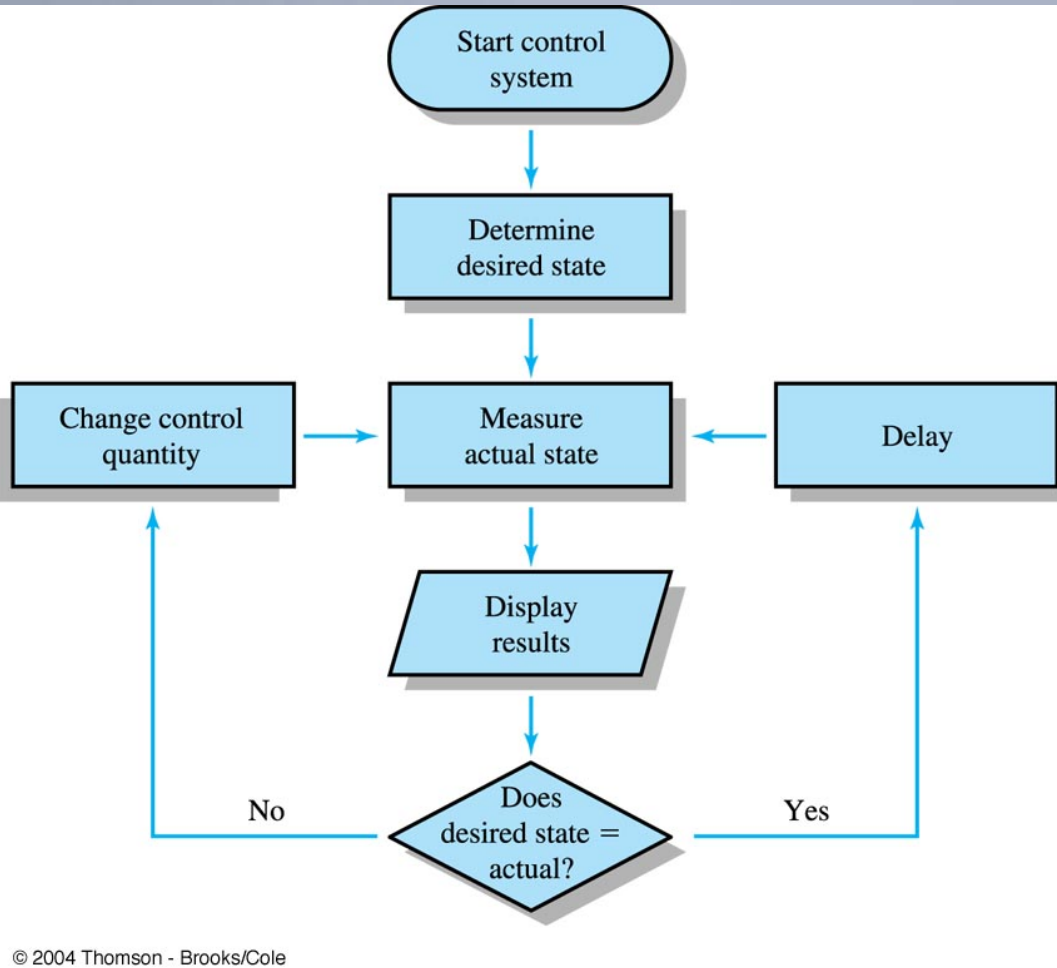 Start control
system
Determine
desired state
Change control
quantity
Measure
actual state
Delay
Display
results
No
Does
desired state =
actual?
Yes
© 2004 Thomson - Brooks/Cole